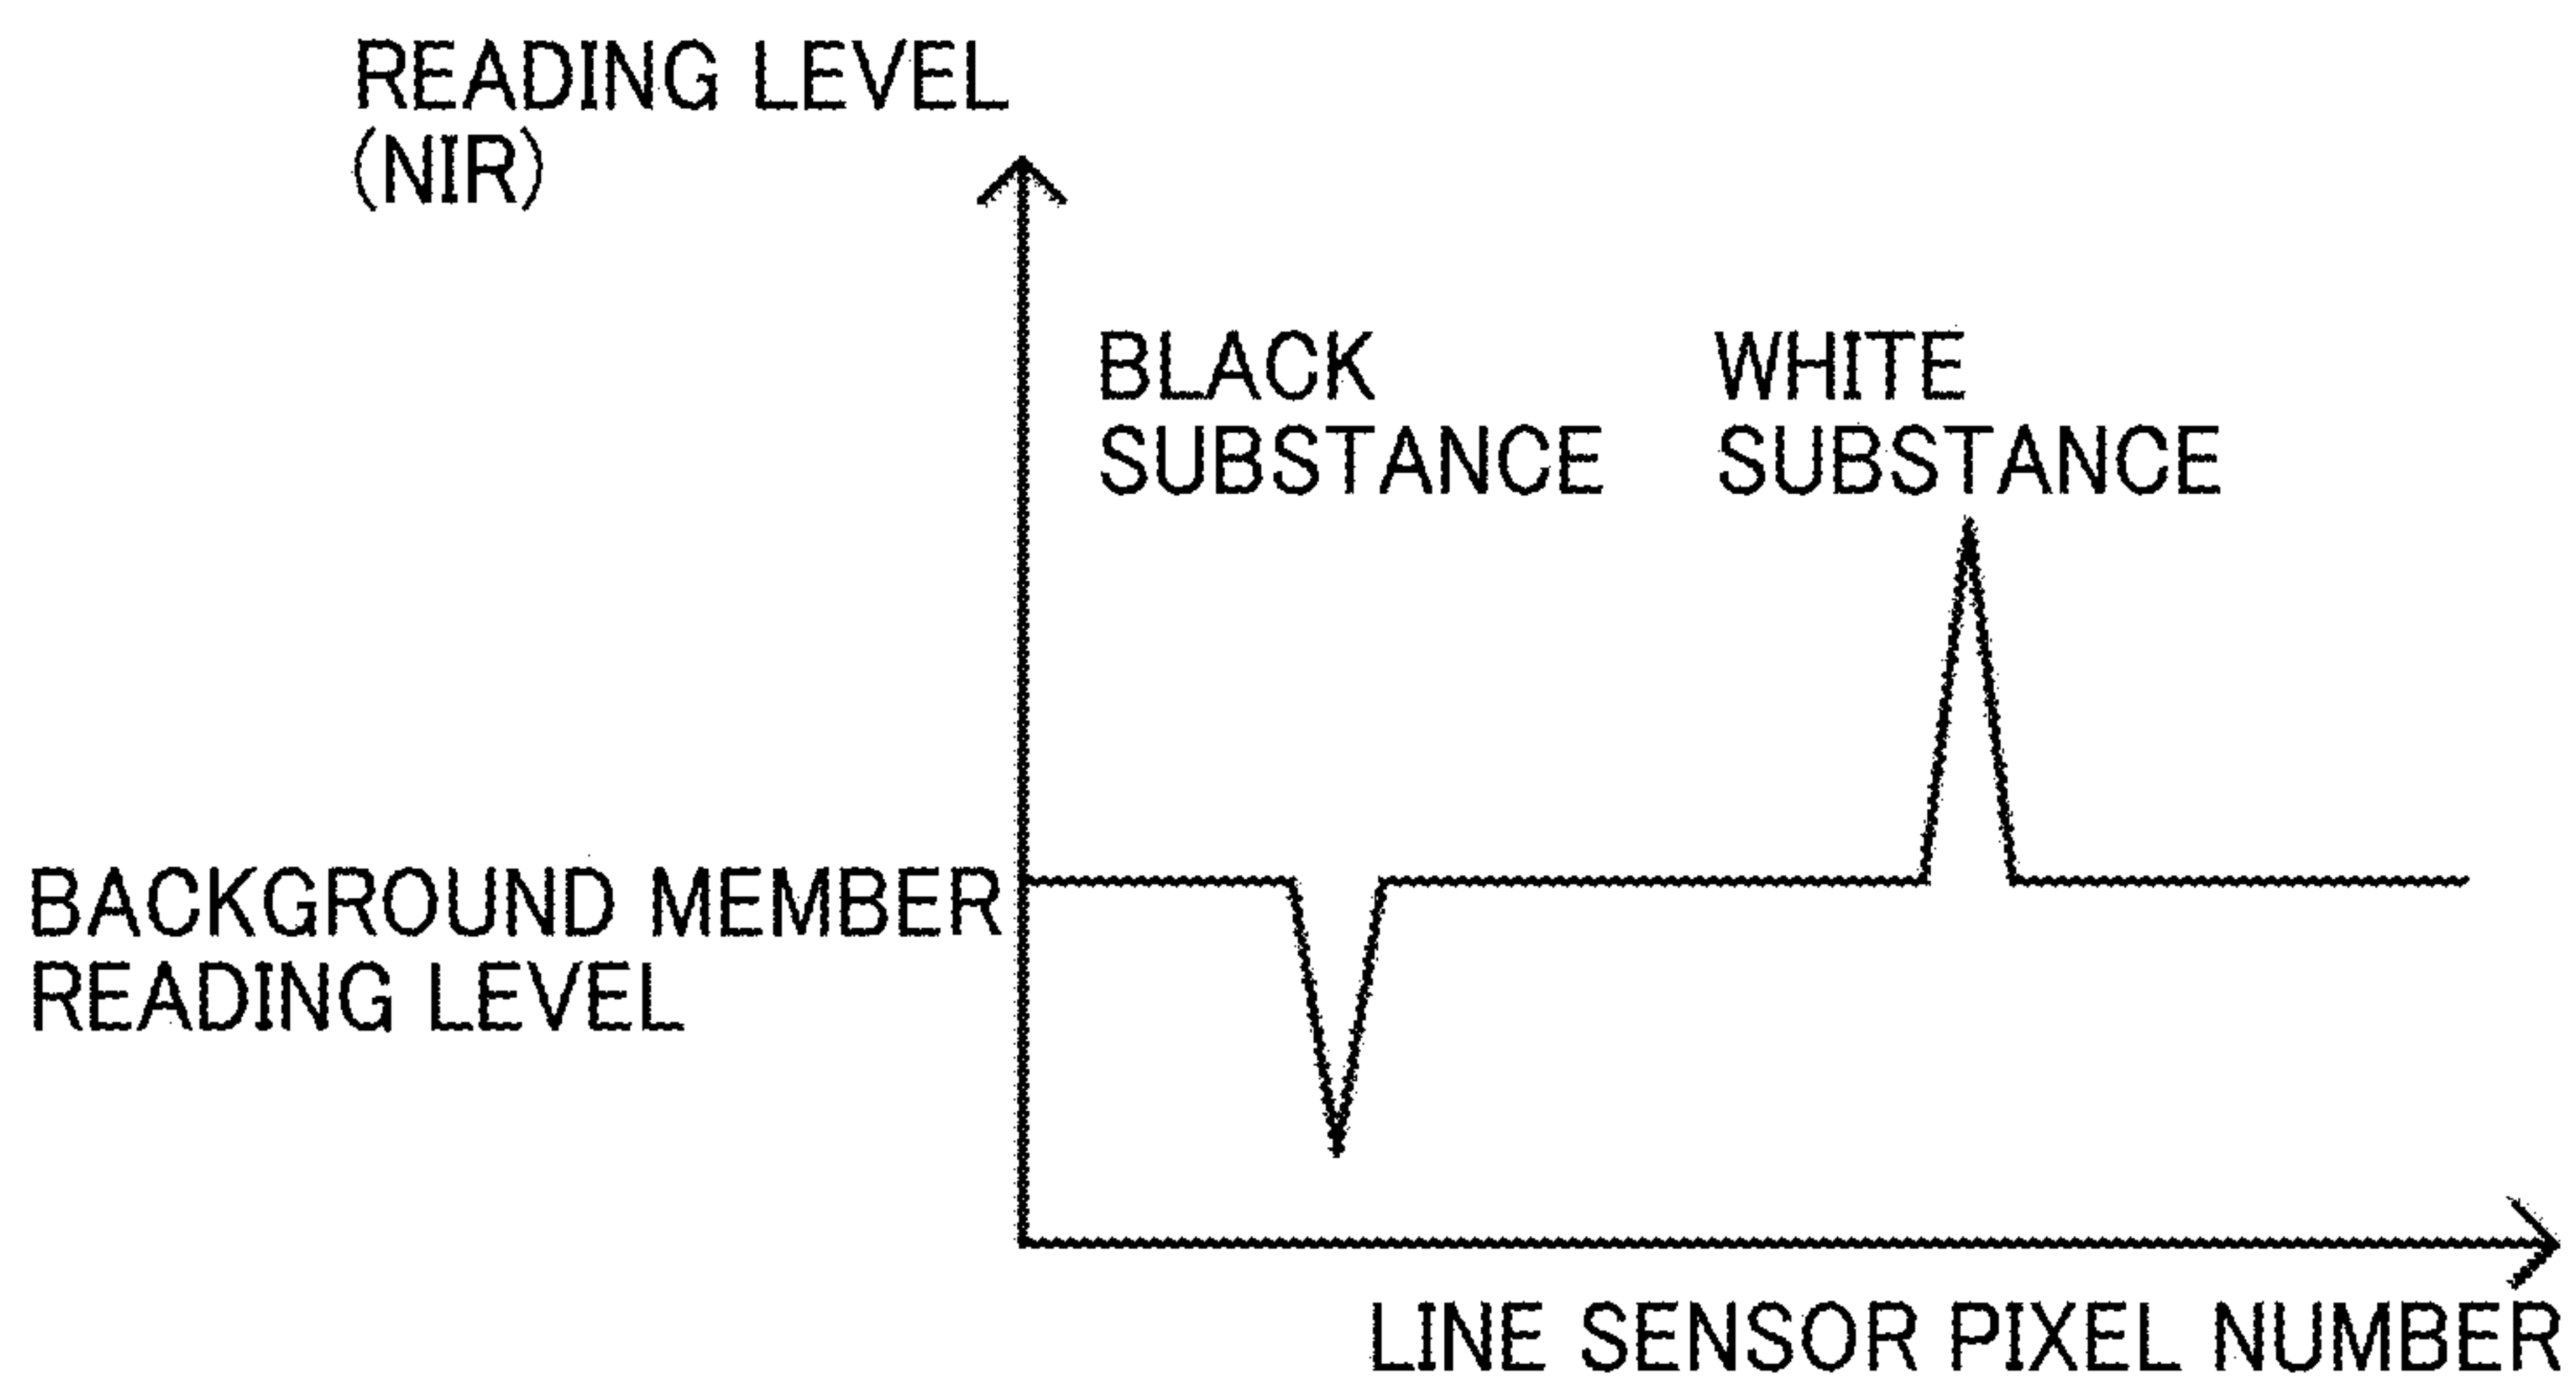 READING LEVEL
(NIR)
BLACK
SUBSTANCE
WHITE
SUBSTANCE
BACKGROUND MEMBER
READING LEVEL
LINE SENSOR PIXEL NUMBER